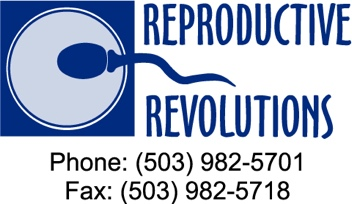 REPRODUCTIVE
REVOLUTIONS
Phone: (503) 982-5701
Fax: (503) 982-5718